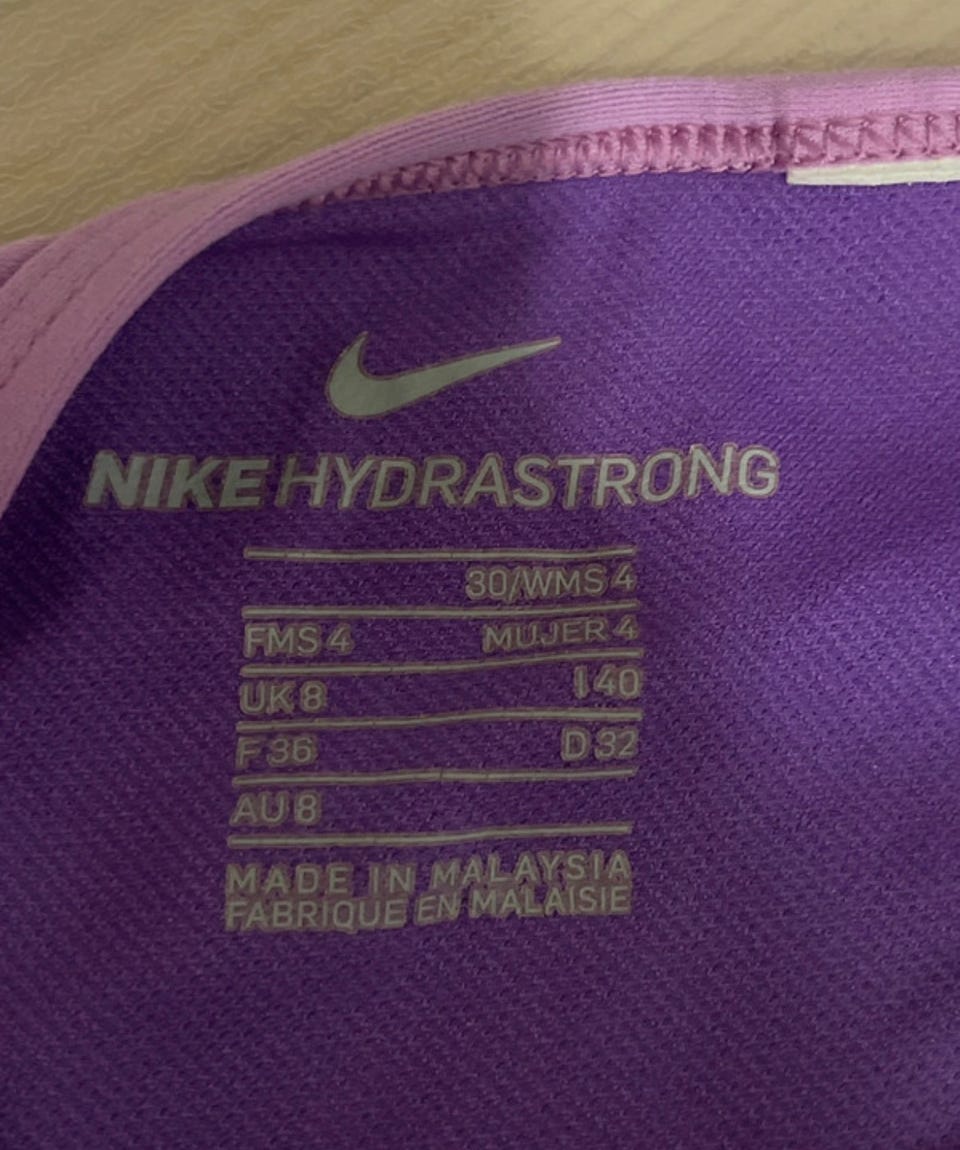 NIKE HYDRASTRONG
30/WMS 4
FMS 4 MUJER 4
UK 8 I 40
F 36 D 32
AU 8
MADE IN MALAYSIA
FABRIQUE EN MALAISIE